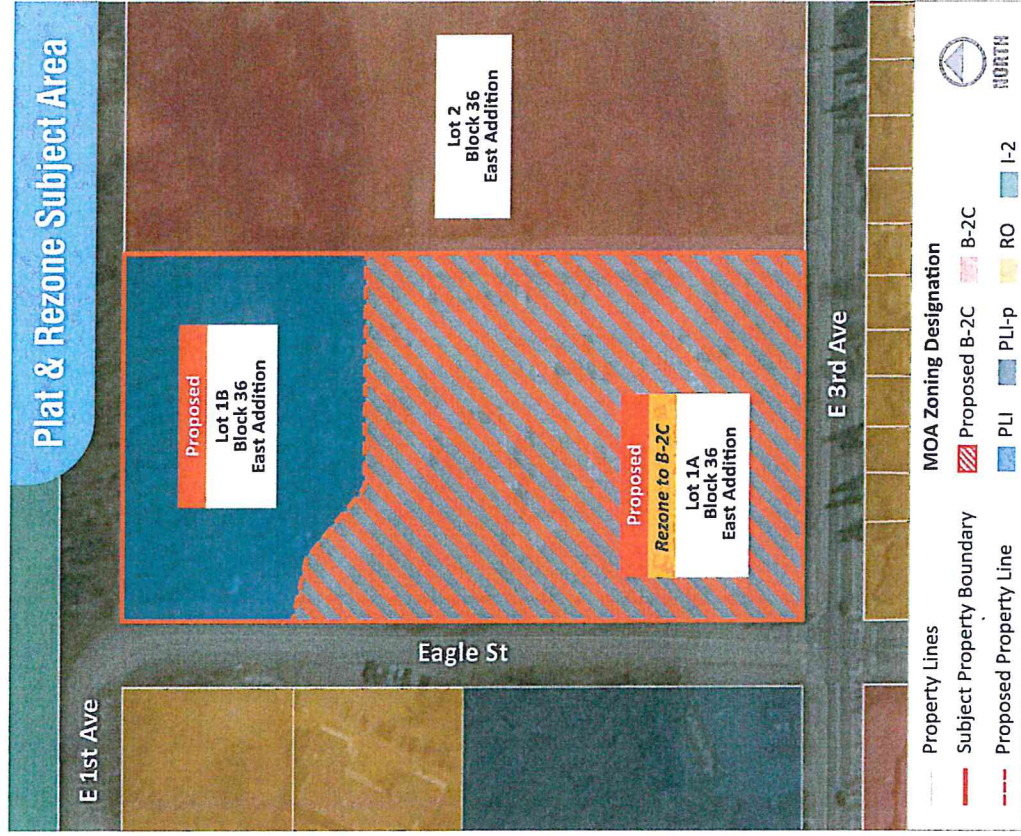 Plat & Rezone Subject Area
E 1st Ave
Proposed
Lot 1B
Block 36
East Addition
Lot 2
Block 36
East Addition
Eagle St
Proposed
Rezone to B-2C
Lot 1A
Block 36
East Addition
E 3rd Ave
Property Lines
Subject Property Boundary
Proposed Property Line
MOA Zoning Designation
Proposed B-2C
B-2C
PLI
PLI-p
RO
I-2
NORTH